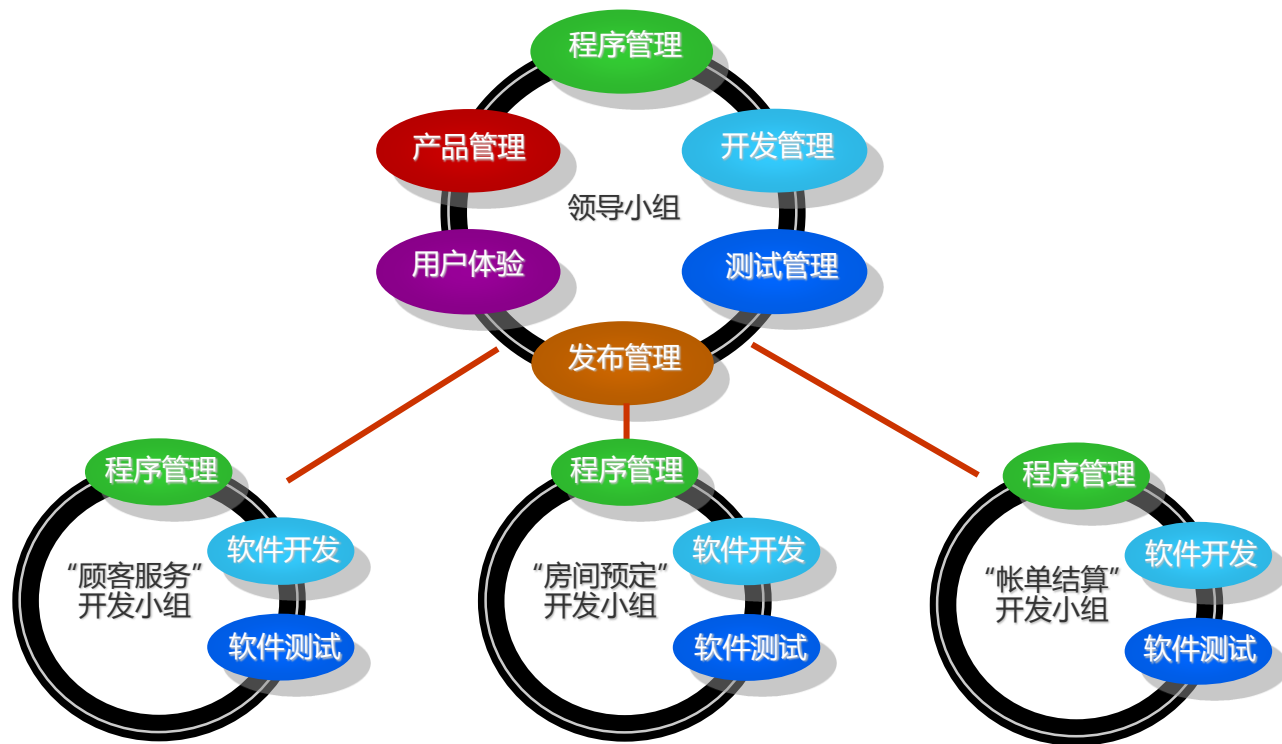 程序管理
产品管理
开发管理
领导小组
用户体验
测试管理
发布管理
程序管理
软件开发
“顾客服务”
开发小组
软件测试
程序管理
软件开发
“房间预定”
开发小组
软件测试
程序管理
软件开发
“帐单结算”
开发小组
软件测试